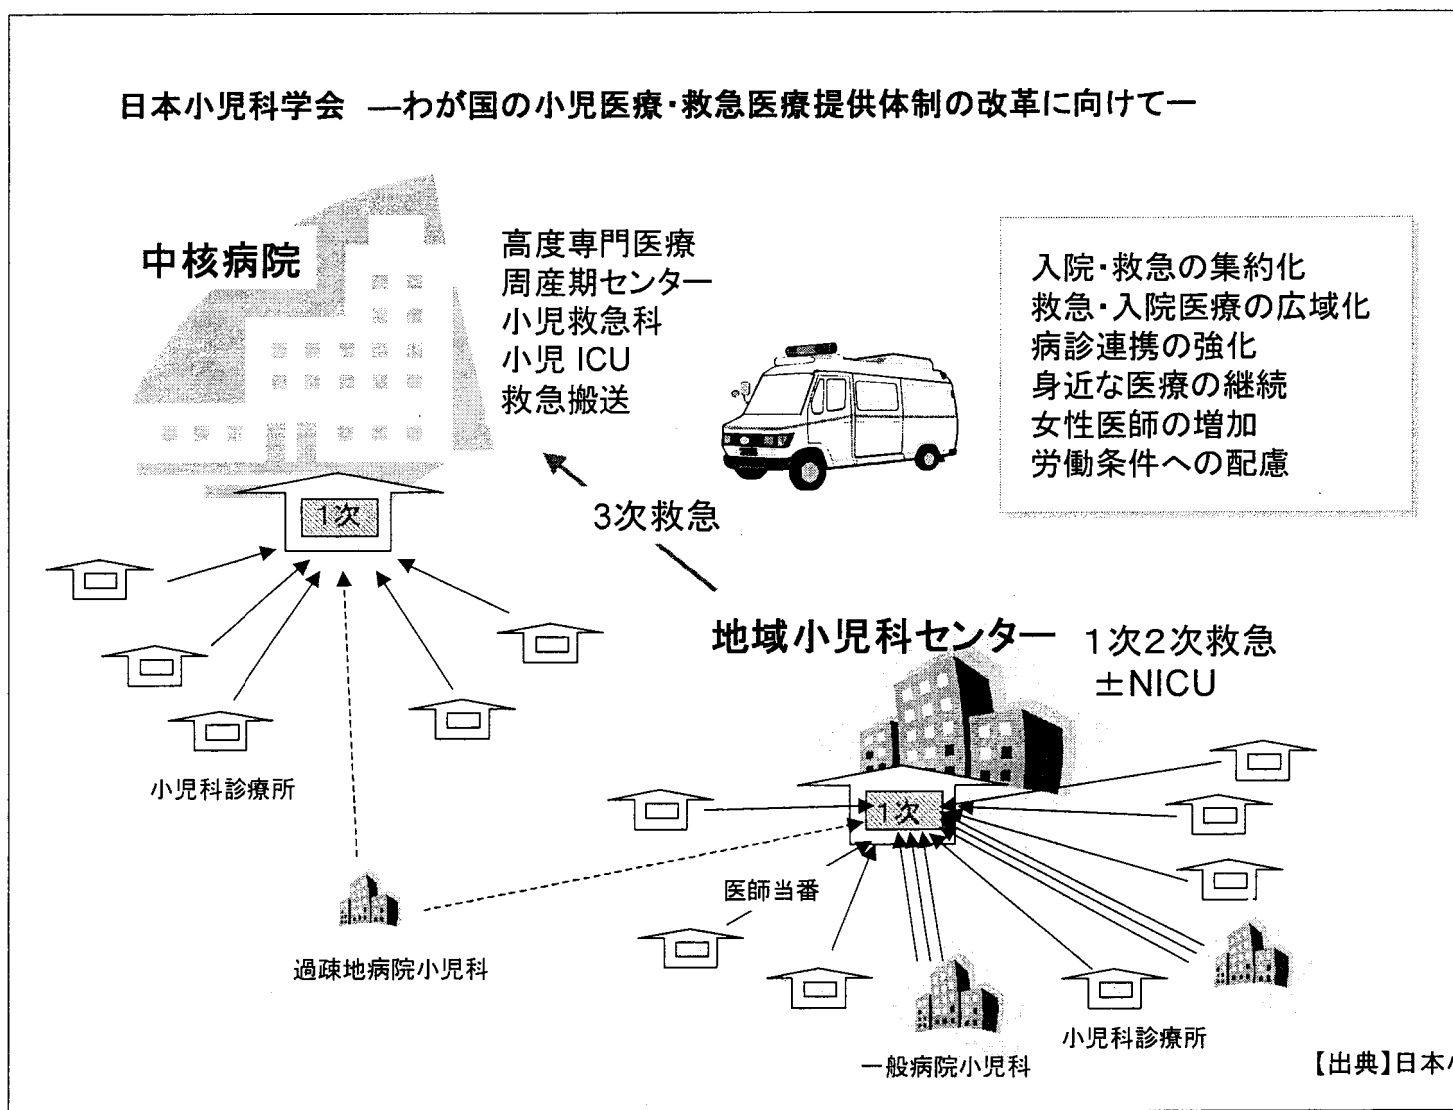 日本小児科学会 ―わが国の小児医療・救急医療提供体制の改革に向けて―
中核病院
高度専門医療
周産期センター
小児救急科
小児 ICU
救急搬送
入院・救急の集約化
救急・入院医療の広域化
病診連携の強化
身近な医療の継続
女性医師の増加
労働条件への配慮
1次
3次救急
地域小児科センター
1次2次救急
±NICU
小児科診療所
1次
医師当番
過疎地病院小児科
小児科診療所
一般病院小児科
【出典】日本